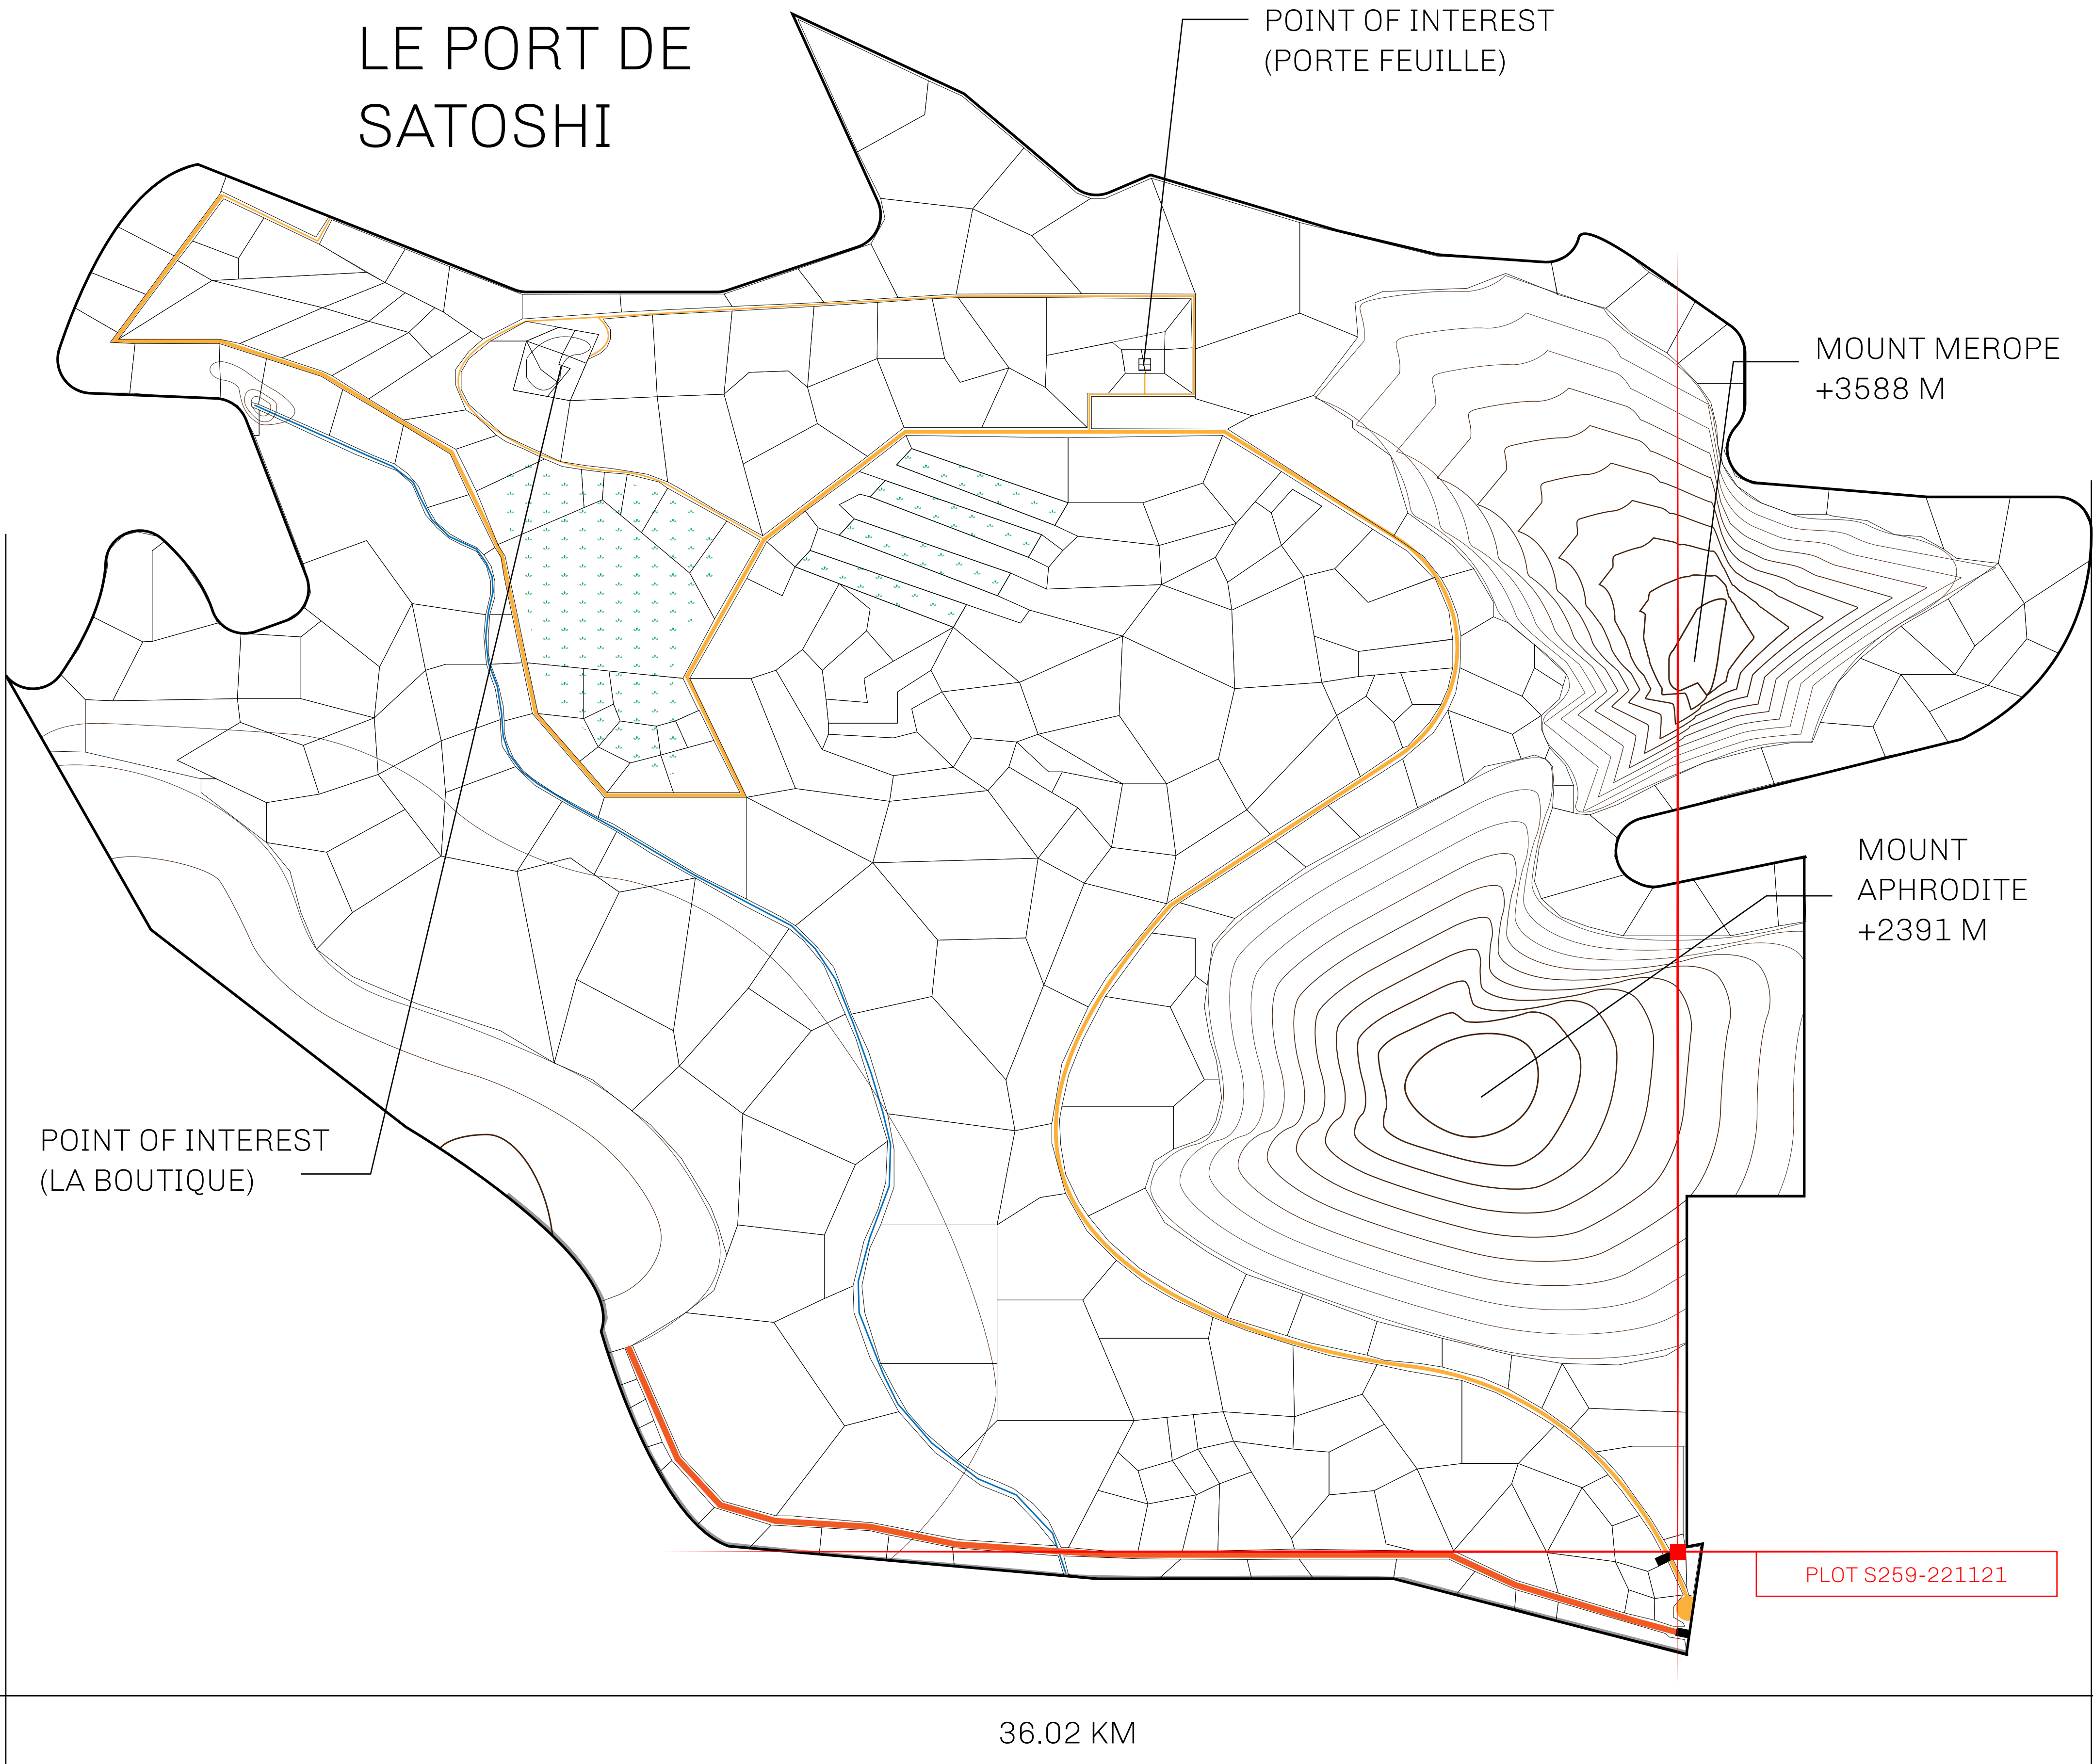 LE PORT DE
SATOSHI
POINT OF INTEREST
(PORTE FEUILLE)
MOUNT MEROPE
+3588 M
MOUNT
APHRODITE
+2391 M
POINT OF INTEREST
(LA BOUTIQUE)
PLOT S259-221121
36.02 KM